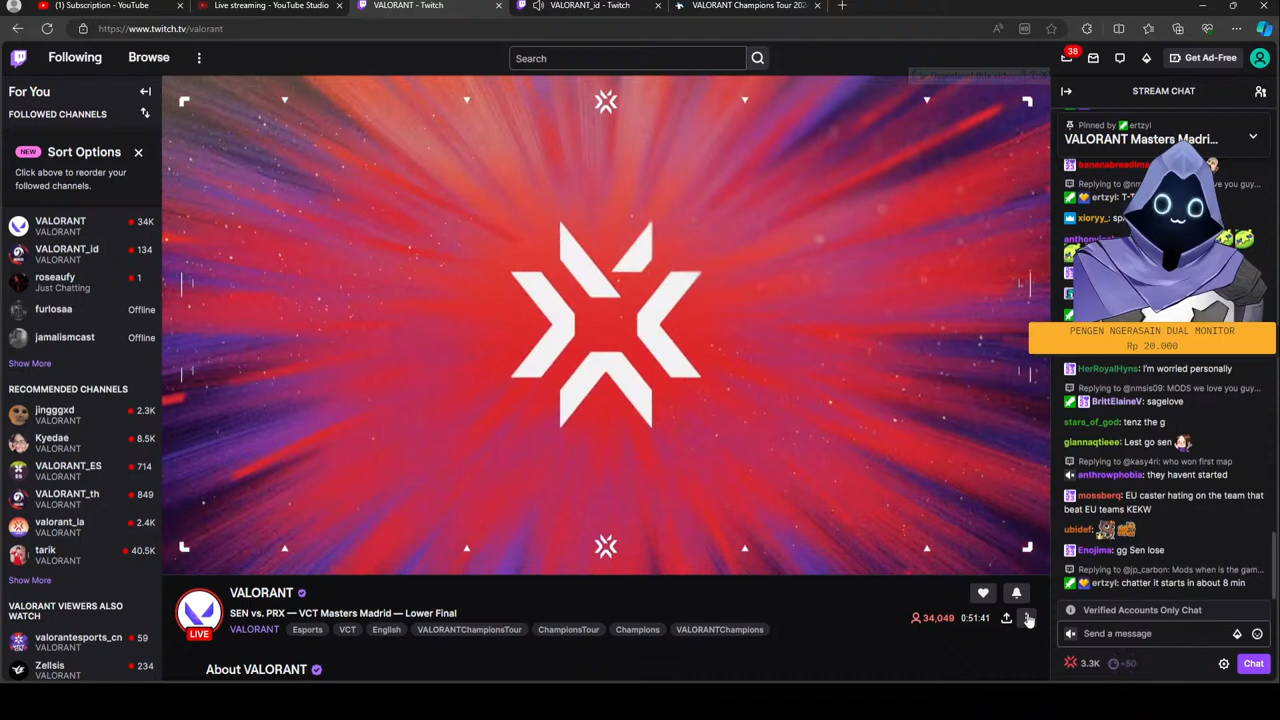 (1) Subscription - YouTube
Live streaming - YouTube Studio
VALORANT - Twitch
VALORANT_id - Twitch
VALORANT Champions Tour 202
https://www.twitch.tv/valorant
Following
Browse
Search
38
Get Ad-Free
For You
FOLLOWED CHANNELS
NEW Sort Options
Click above to reorder your
followed channels.
VALORANT
34K
VALORANT_id
134
roseaufy
1
Just Chatting
furlosaa
Offline
jamalismcast
Offline
Show More
RECOMMENDED CHANNELS
jingggxd
2.3K
VALORANT
Kyedae
8.5K
VALORANT
VALORANT_ES
714
VALORANT
VALORANT_th
849
VALORANT
valorant_la
2.4K
VALORANT
tarik
40.5K
VALORANT
Show More
VALORANT VIEWERS ALSO
WATCH
valorantesports_cn
59
VALORANT
Zellsis
234
VALORANT
LIVE
VALORANT
SEN vs. PRX — VCT Masters Madrid — Lower Final
VALORANT
Esports
VCT
English
VALORANTChampionsTour
ChampionsTour
Champions
VALORANTChampions
34,049
0:51:41
About VALORANT
STREAM CHAT
Pinned by ertzyl
VALORANT Masters Madri...
xioryy_:
PENGEN NGERASAIN DUAL MONITOR
Rp 20.000
HerRoyalHyns: I'm worried personally
Replying to @nmsis09: MODS we love you guy...
BrittElaineV: sagelove
stars_of_god: tenz the g
giannaqtieee: Lest go sen
Replying to @kasy4ri: who won first map
anthrowphobia: they havent started
mossberq: EU caster hating on the team that
beat EU teams KEKW
ubidef:
Enojima: gg Sen lose
Replying to @jp_carbon: Mods when is the gam...
ertzyl: chatter it starts in about 8 min
Verified Accounts Only Chat
Send a message
3.3K
+50
Chat